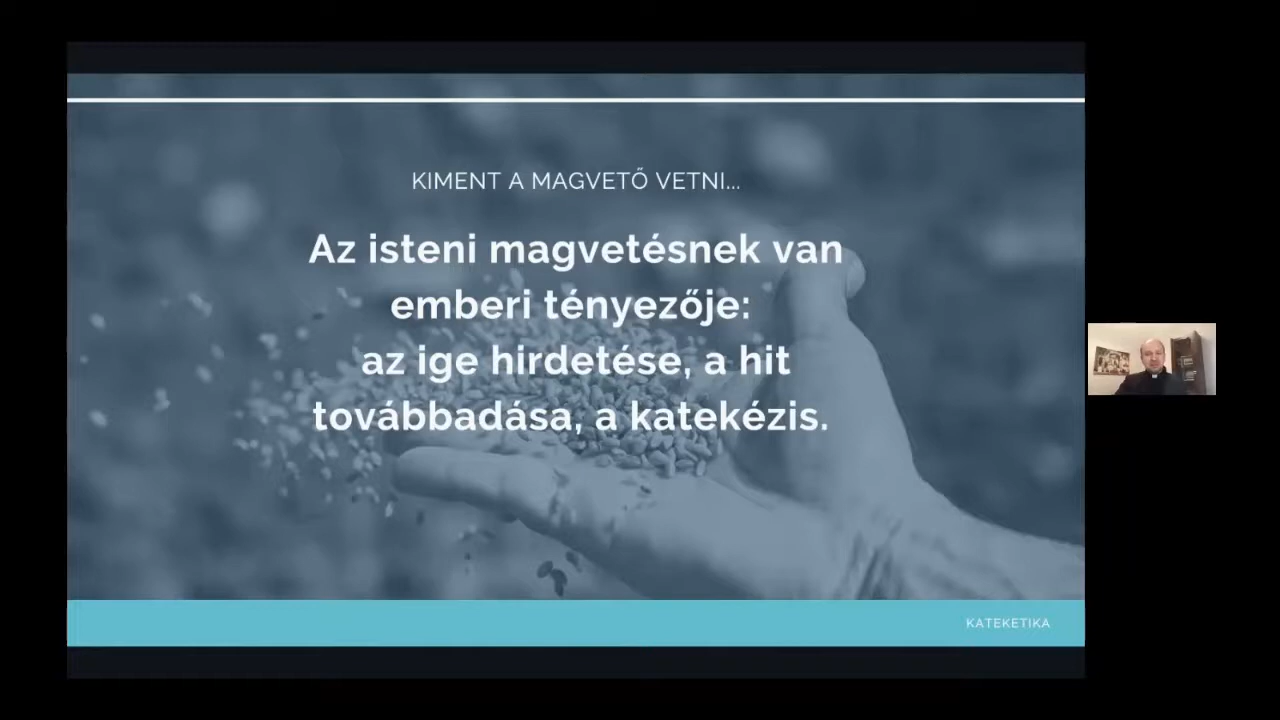 KIMENT A MAGVETŐ VETNI...
Az isteni magvetésnek van
emberi tényezője:
az ige hirdetése, a hit
továbbadása, a katekézis.
KATEKETIKA